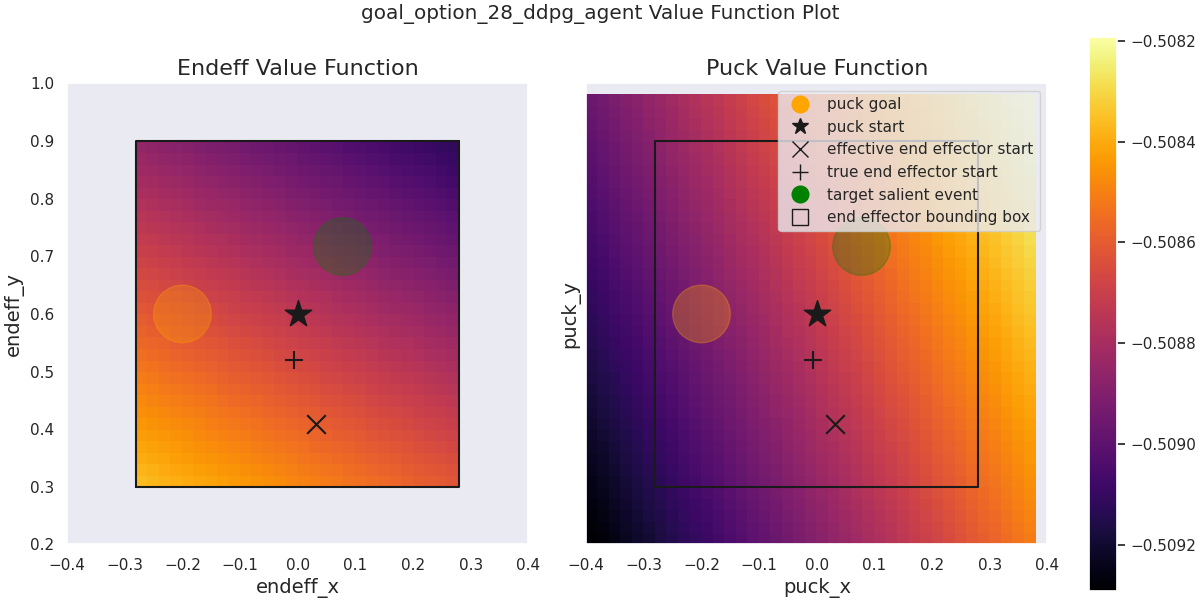 goal_option_28_ddpg_agent Value Function Plot
Endeff Value Function
1.0
0.9
0.8
0.7
0.6
0.5
0.4
0.3
0.2
endeff_y
−0.4 −0.3 −0.2 −0.1 0.0 0.1 0.2 0.3 0.4
endeff_x
Puck Value Function
puck goal
puck start
effective end effector start
true end effector start
target salient event
end effector bounding box
puck_y
−0.4 −0.3 −0.2 −0.1 0.0 0.1 0.2 0.3 0.4
puck_x
−0.5082
−0.5084
−0.5086
−0.5088
−0.5090
−0.5092